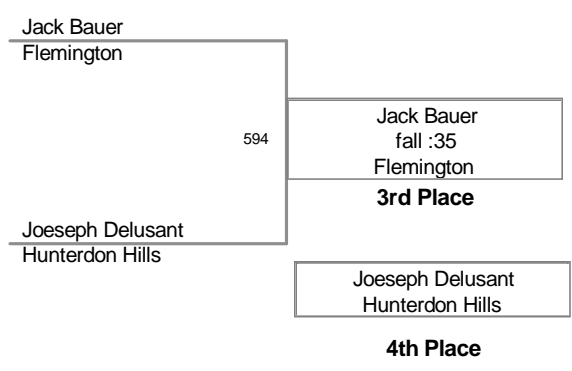 Jack Bauer
Flemington
594
Jack Bauer
fall :35
Flemington
3rd Place
Joeseph Delusant
Hunterdon Hills
Joeseph Delusant
Hunterdon Hills
4th Place